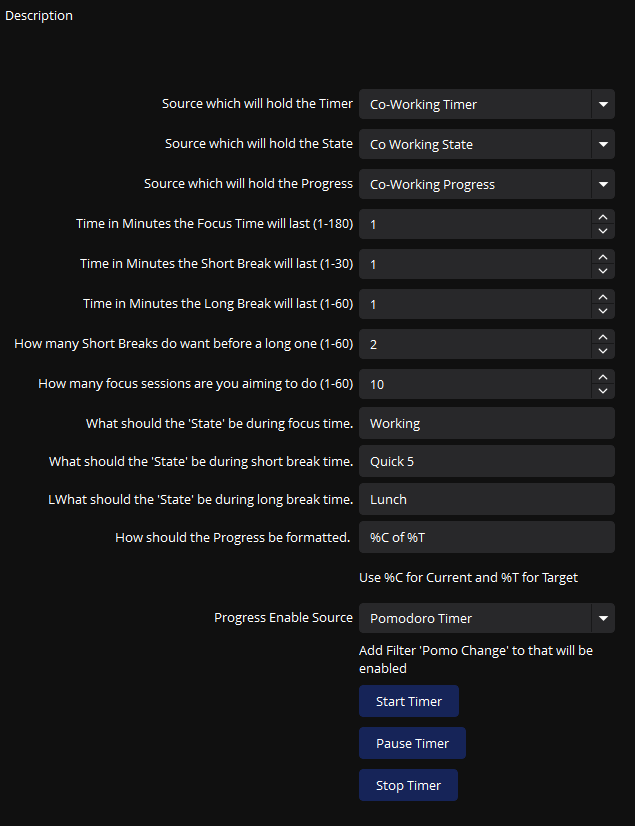 Description
Source which will hold the Timer Co-Working Timer
Source which will hold the State Co Working State
Source which will hold the Progress Co-Working Progress
Time in Minutes the Focus Time will last (1-180) 1
Time in Minutes the Short Break will last (1-30) 1
Time in Minutes the Long Break will last (1-60) 1
How many Short Breaks do want before a long one (1-60) 2
How many focus sessions are you aiming to do (1-60) 10
What should the 'State' be during focus time. Working
What should the 'State' be during short break time. Quick 5
LWhat should the 'State' be during long break time. Lunch
How should the Progress be formatted. %C of %T
Use %C for Current and %T for Target
Progress Enable Source Pomodoro Timer
Add Filter 'Pomo Change' to that will be
enabled
Start Timer
Pause Timer
Stop Timer